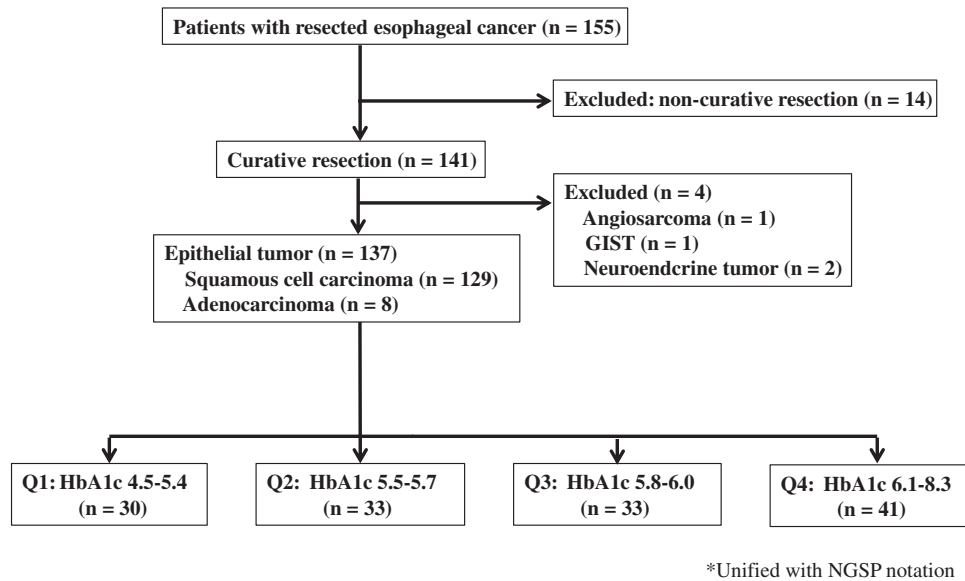 Patients with resected esophageal cancer (n = 155)
Excluded: non-curative resection (n = 14)
Curative resection (n = 141)
Excluded (n = 4)
Angiosarcoma (n = 1)
GIST (n = 1)
Neuroendcrine tumor (n = 2)
Epithelial tumor (n = 137)
Squamous cell carcinoma (n = 129)
Adenocarcinoma (n = 8)
Q1: HbA1c 4.5-5.4
(n = 30)
Q2: HbA1c 5.5-5.7
(n = 33)
Q3: HbA1c 5.8-6.0
(n = 33)
Q4: HbA1c 6.1-8.3
(n = 41)
*Unified with NGSP notation